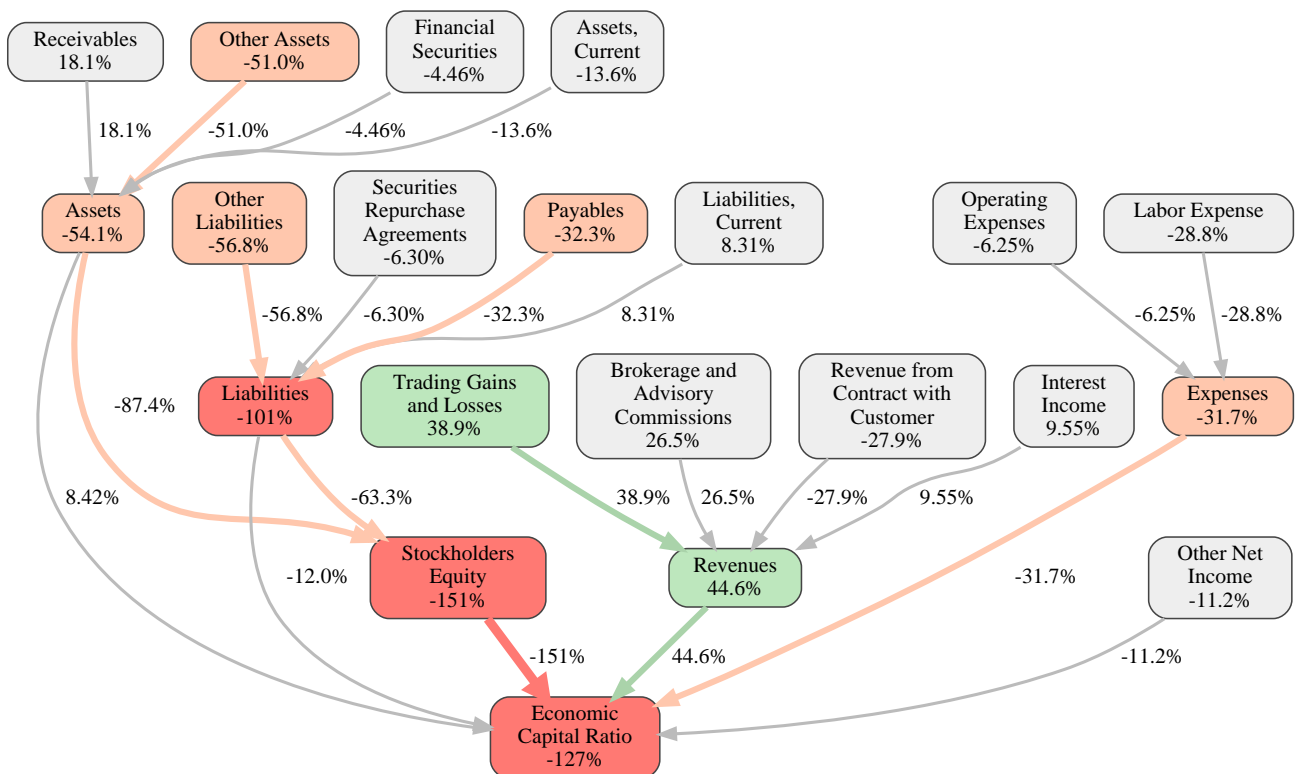 Receivables
18.1%
Other Assets
-51.0%
Financial
Securities
-4.46%
Assets,
Current
-13.6%
18.1%
-51.0%
-4.46%
-13.6%
Assets
-54.1%
Other
Liabilities
-56.8%
Securities
Repurchase
Agreements
-6.30%
Payables
-32.3%
Liabilities,
Current
8.31%
Operating
Expenses
-6.25%
Labor Expense
-28.8%
-56.8%
-6.30%
-32.3%
8.31%
-6.25%
-28.8%
Liabilities
-101%
Trading Gains
and Losses
38.9%
Brokerage and
Advisory
Commissions
26.5%
Revenue from
Contract with
Customer
-27.9%
Interest
Income
9.55%
Expenses
-31.7%
-87.4%
8.42%
-63.3%
38.9%
26.5%
-27.9%
9.55%
-12.0%
Stockholders
Equity
-151%
Revenues
44.6%
-31.7%
Other Net
Income
-11.2%
-151%
44.6%
-11.2%
Economic
Capital Ratio
-127%